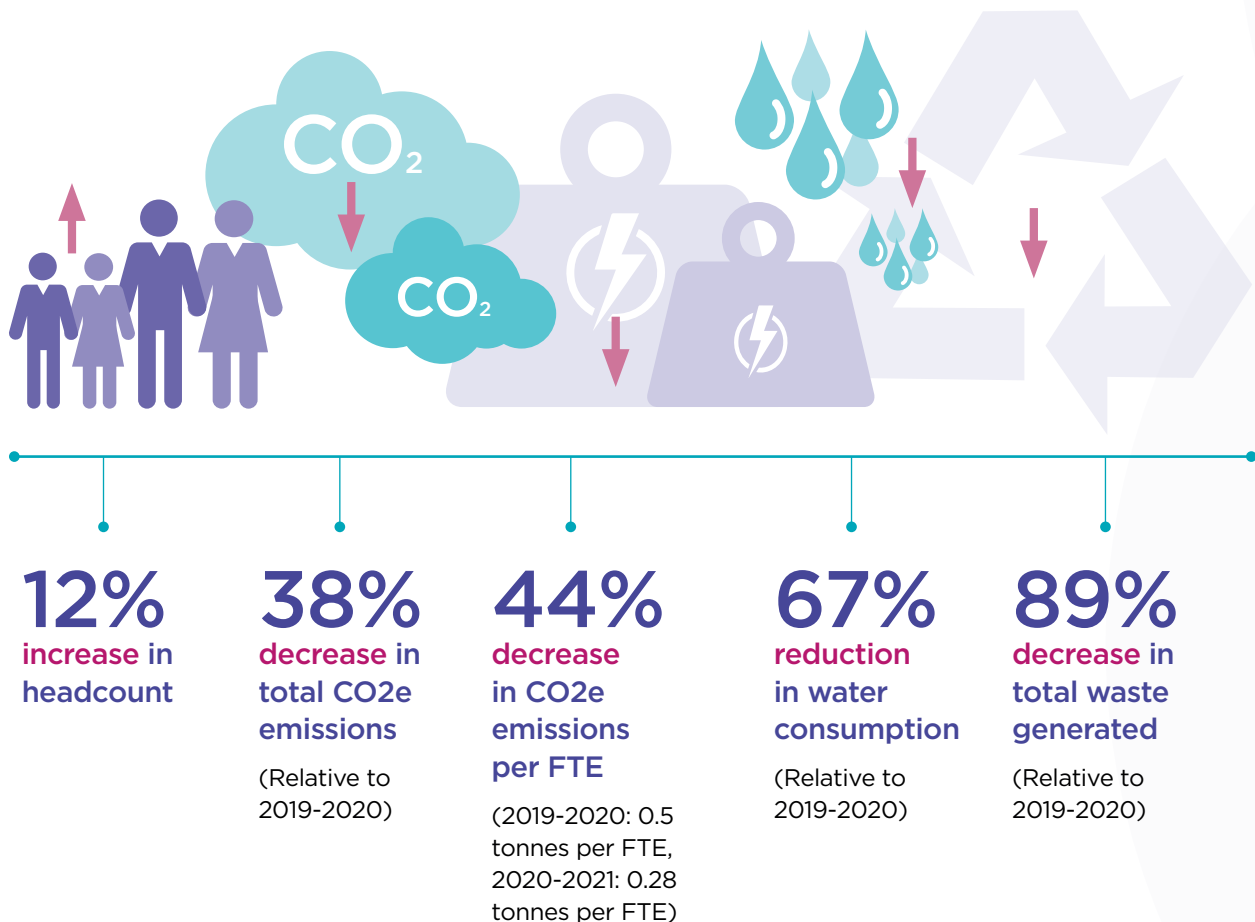 CO₂
CO₂
12%
increase in
headcount
38%
decrease in
total CO2e
emissions
(Relative to
2019-2020)
44%
decrease
in CO2e
emissions
per FTE
(2019-2020: 0.5
tonnes per FTE,
2020-2021: 0.28
tonnes per FTE)
67%
reduction
in water
consumption
(Relative to
2019-2020)
89%
decrease in
total waste
generated
(Relative to
2019-2020)